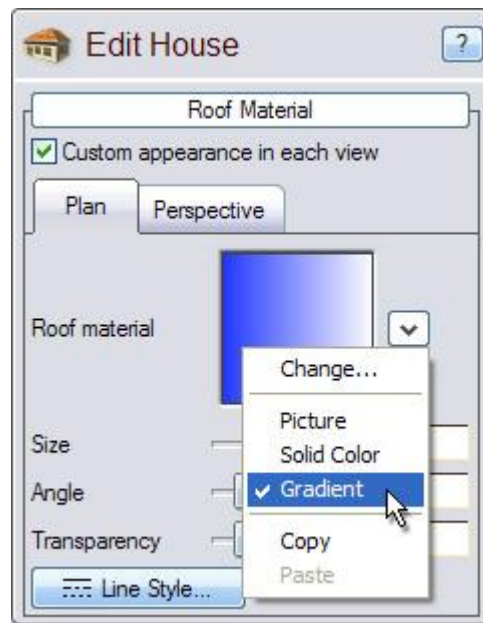 Edit House
?
Roof Material
Custom appearance in each view
Plan Perspective
Roof material
Change...
Picture
Size
Solid Color
Angle
Gradient
Transparency
Copy
Line Style...
Paste